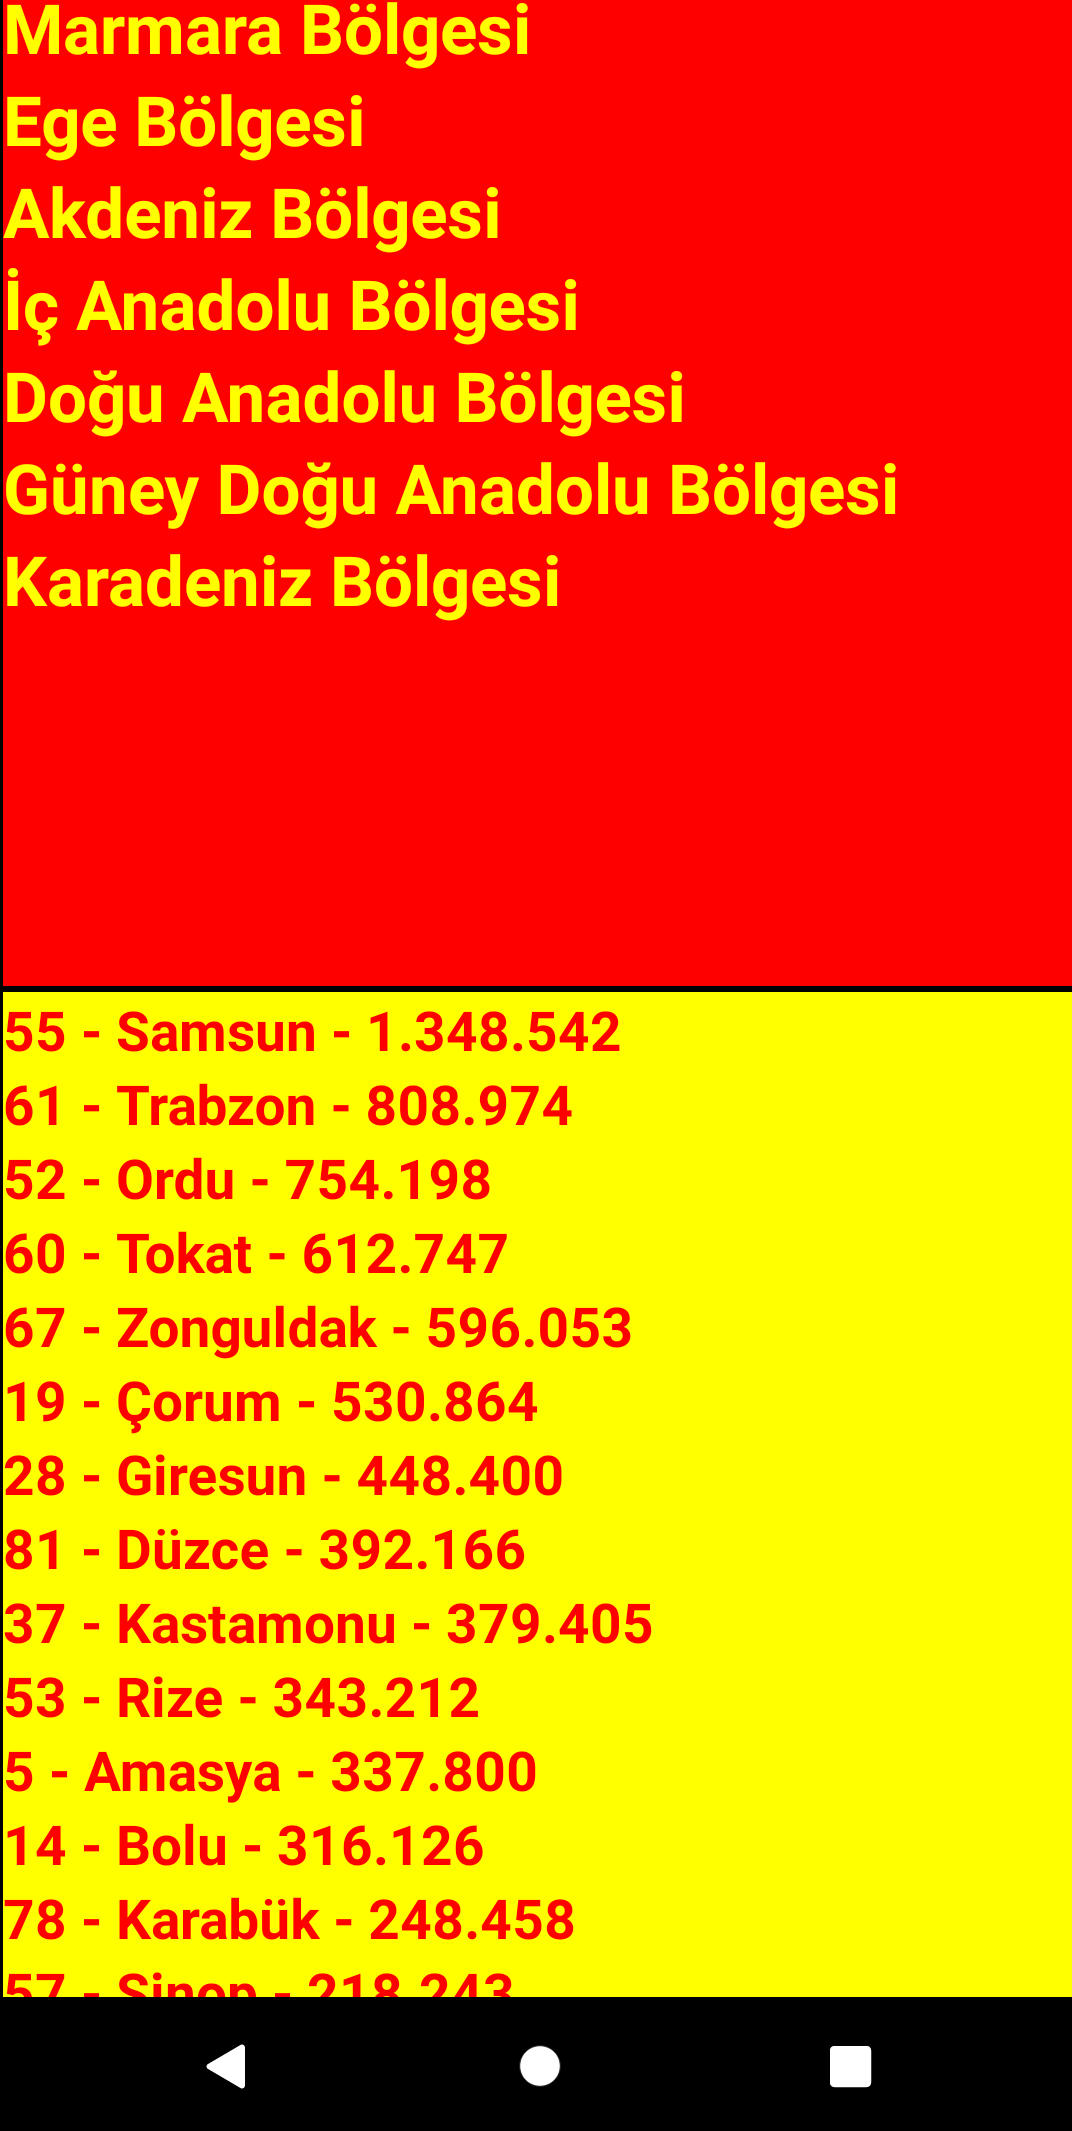 Marmara Bölgesi
Ege Bölgesi
Akdeniz Bölgesi
İç Anadolu Bölgesi
Doğu Anadolu Bölgesi
Güney Doğu Anadolu Bölgesi
Karadeniz Bölgesi
55 - Samsun - 1.348.542
61 - Trabzon - 808.974
52 - Ordu - 754.198
60 - Tokat - 612.747
67 - Zonguldak - 596.053
19 - Çorum - 530.864
28 - Giresun - 448.400
81 - Düzce - 392.166
37 - Kastamonu - 379.405
53 - Rize - 343.212
5 - Amasya - 337.800
14 - Bolu - 316.126
78 - Karabük - 248.458
57 - Sinop - 218.243